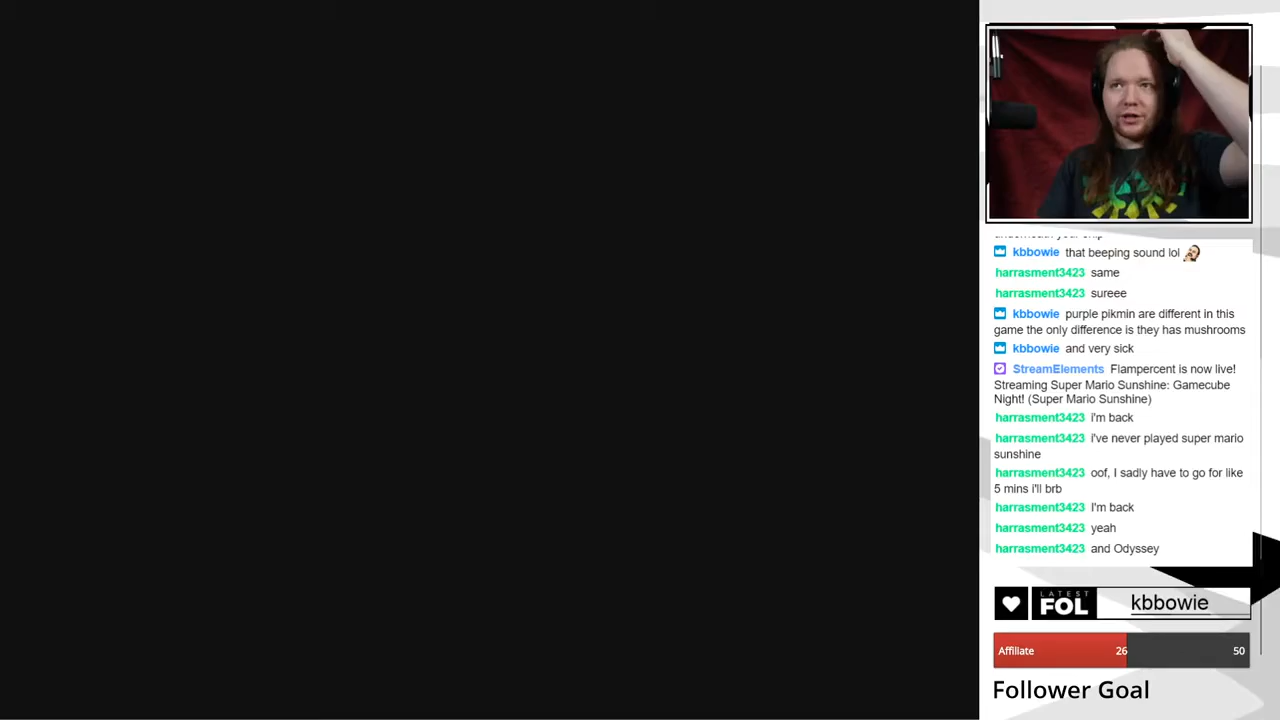 kbbowie that beeping sound lol
harrasment3423 same
harrasment3423 sureee
kbbowie purple pikmin are different in this
game the only difference is they has mushrooms
kbbowie and very sick
StreamElements Flampercent is now live!
Streaming Super Mario Sunshine: Gamecube
Night! (Super Mario Sunshine)
harrasment3423 i'm back
harrasment3423 i've never played super mario
sunshine
harrasment3423 oof, I sadly have to go for like
5 mins i'll brb
harrasment3423 I'm back
harrasment3423 yeah
harrasment3423 and Odyssey
LATEST
FOL kbbowie
Affiliate 26 50
Follower Goal